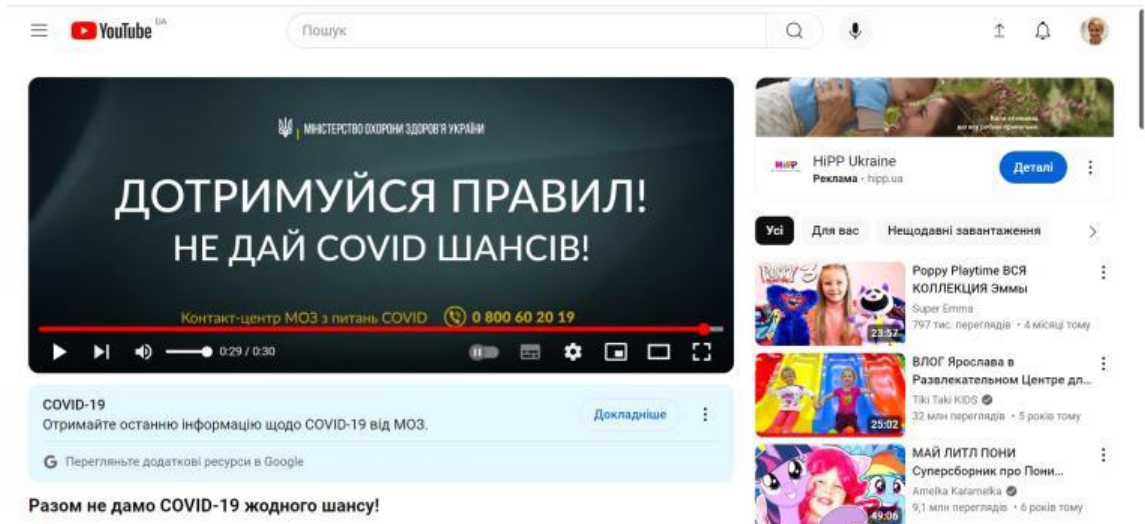 YouTube UA
Пошук
МІНІСТЕРСТВО ОХОРОНИ ЗДОРОВ'Я УКРАЇНИ
ДОТРИМУЙСЯ ПРАВИЛ!
НЕ ДАЙ COVID ШАНСІВ!
Контакт-центр МОЗ з питань COVID 0 800 60 20 19
0:29 / 0:30
COVID-19
Отримайте останню інформацію щодо COVID-19 від МОЗ.
Докладніше
G Перегляньте додаткові ресурси в Google
Разом не дамо COVID-19 жодного шансу!
HiPP
HiPP Ukraine
Реклама · hipp.ua
Деталі
Усі
Для вас
Нещодавні завантаження
23:57
Poppy Playtime ВСЯ
КОЛЛЕКЦИЯ Эммы
Super Emma
797 тис. переглядів • 4 місяці тому
25:02
ВЛОГ Ярослава в
Развлекательном Центре дл...
Tiki Taki KIDS
32 млн переглядів • 5 років тому
49:06
МАЙ ЛИТЛ ПОНИ
Суперсборник про Пони...
Amelka Karamelka
9,1 млн переглядів • 6 років тому